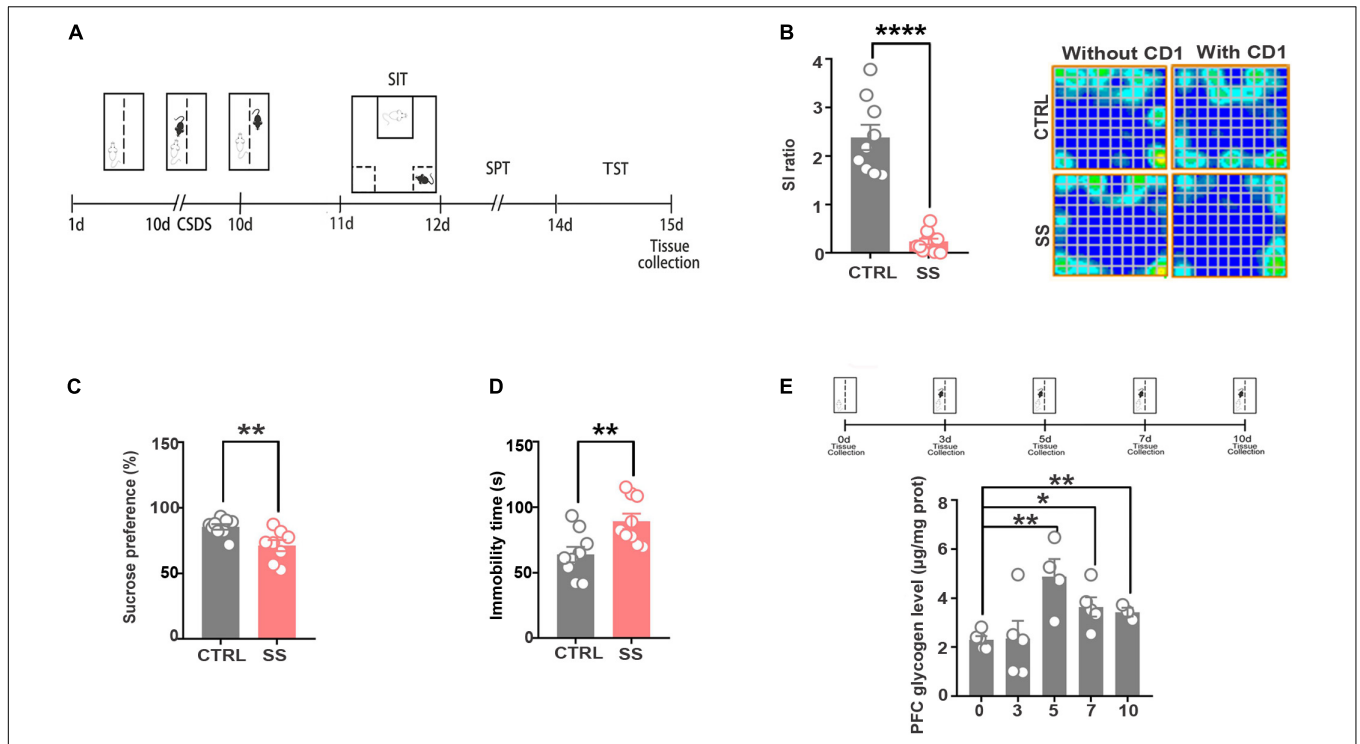 A
SIT
SPT
TST
1d
10d
CSDS
10d
11d
12d
14d
15d
Tissue
collection
B
****
4
3
2
1
0
SI ratio
CTRL
SS
Without CD1
With CD1
CTRL
SS
C
**
150
100
50
0
Sucrose preference (%)
CTRL
SS
D
**
150
100
50
0
Immobility time (s)
CTRL
SS
E
0d
Tissue
Collection
3d
Tissue
Collection
5d
Tissue
Collection
7d
Tissue
Collection
10d
Tissue
Collection
**
*
**
8
6
4
2
0
PFC glycogen level (µg/mg prot)
0
3
5
7
10